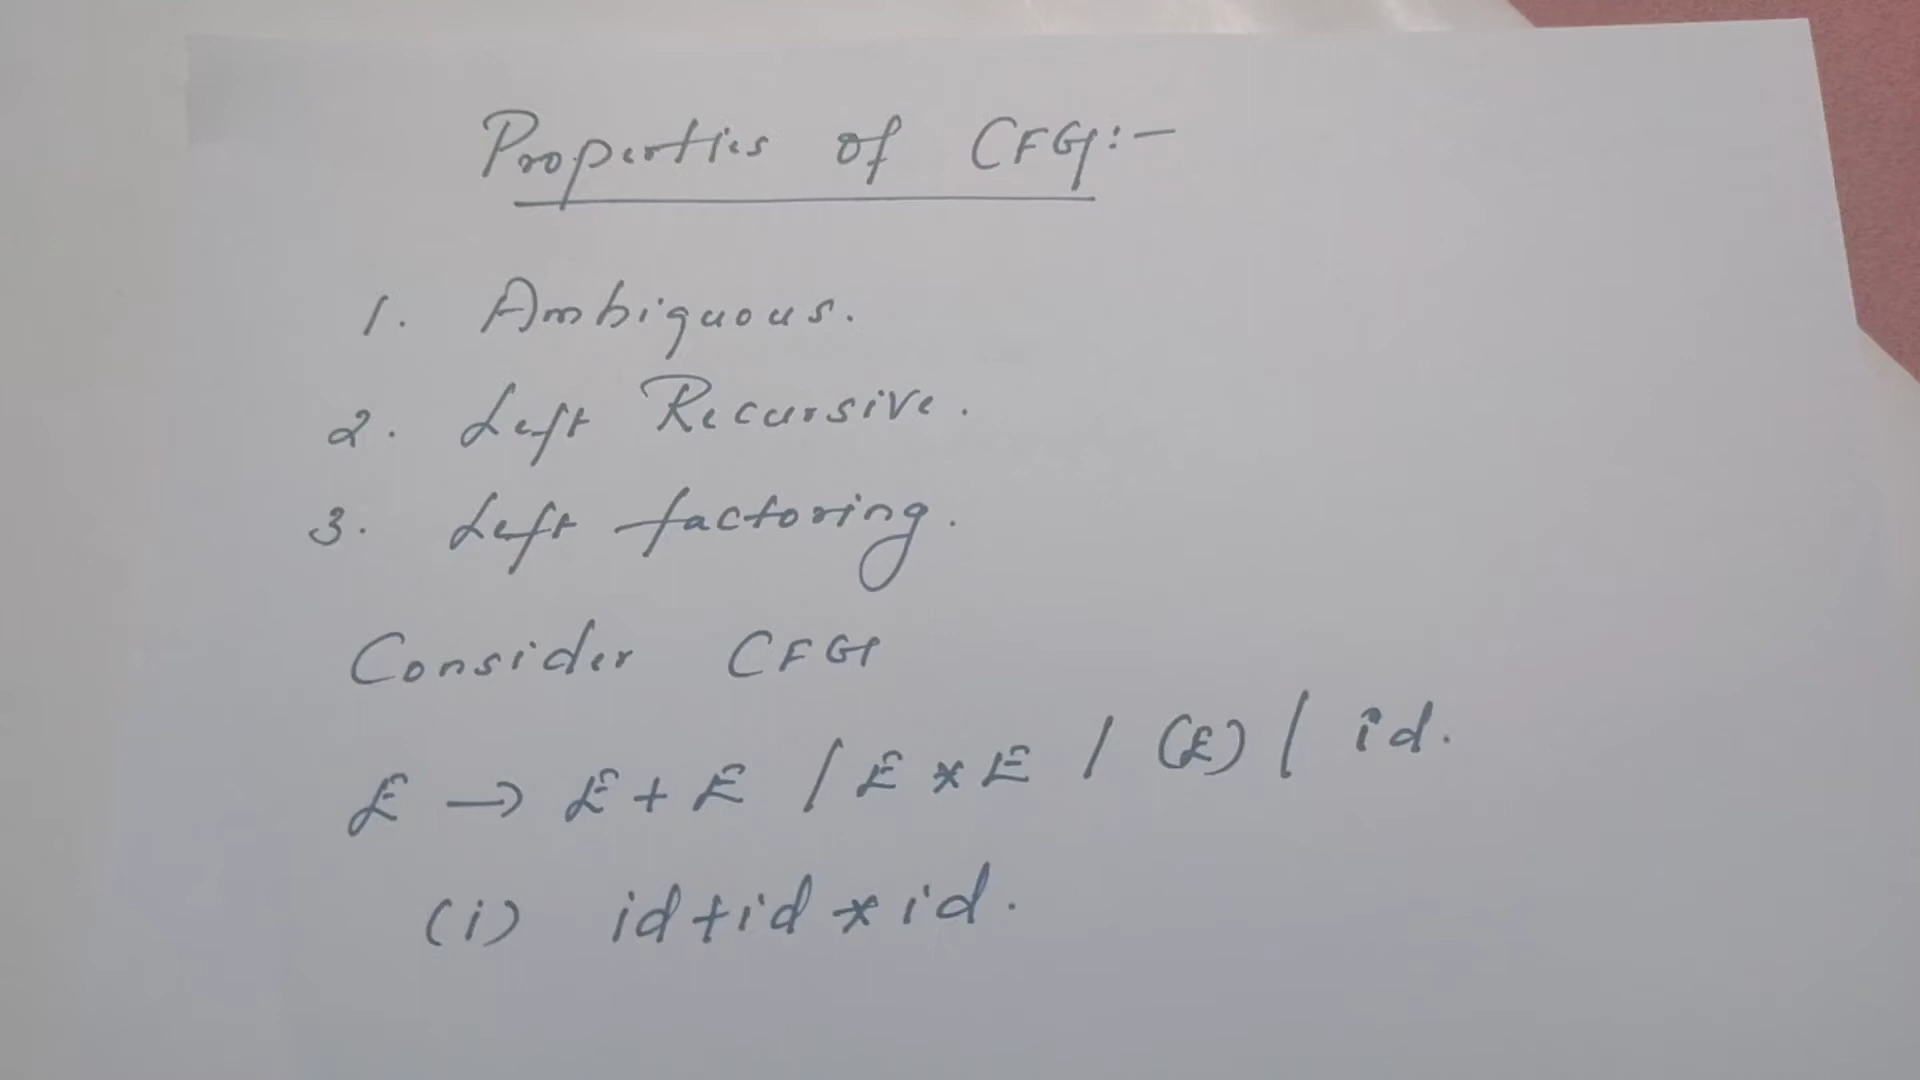 Properties of CFG:-
1. Ambiguous.
2. Left Recursive.
3. Left factoring.
Consider CFG
E → E + E / E * E / (E) / id.
(i) id + id * id.